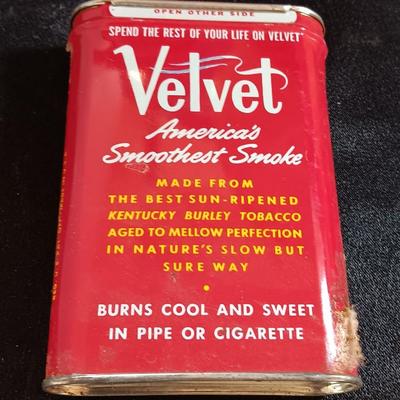 OPEN OTHER SIDE
SPEND THE REST OF YOUR LIFE ON VELVET
Velvet
America's
Smoothest Smoke
MADE FROM
THE BEST SUN-RIPENED
KENTUCKY BURLEY TOBACCO
AGED TO MELLOW PERFECTION
IN NATURE'S SLOW BUT
SURE WAY
BURNS COOL AND SWEET
IN PIPE OR CIGARETTE